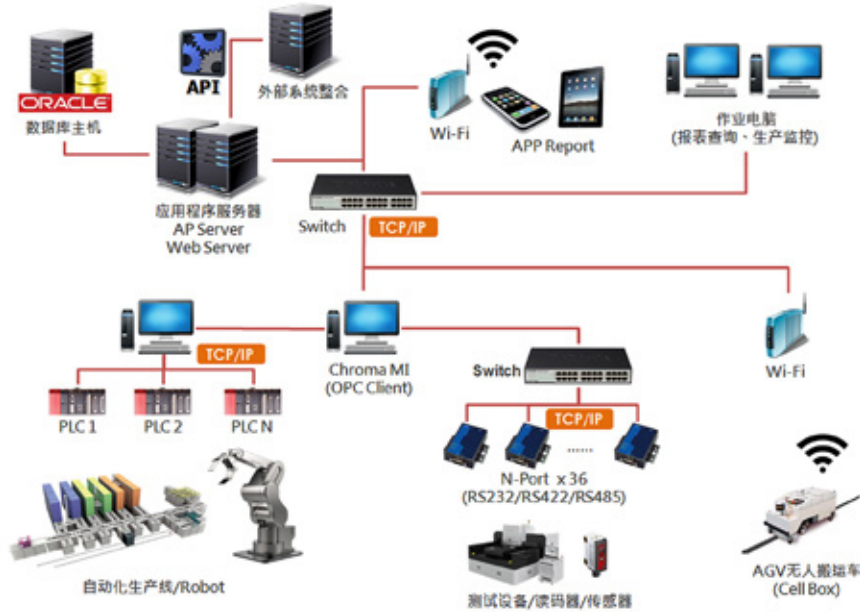 ORACLE
数据库主机
API
外部系统整合
Wi-Fi
APP Report
作业电脑
(报表查询、生产监控)
应用程序服务器
AP Server
Web Server
Switch
TCP/IP
TCP/IP
Chroma MI
(OPC Client)
Switch
Wi-Fi
PLC 1
PLC 2
PLC N
TCP/IP
......
N-Port x 36
(RS232/RS422/RS485)
自动化生产线/Robot
测试设备/读码器/传感器
AGV无人搬运车
(Cell Box)